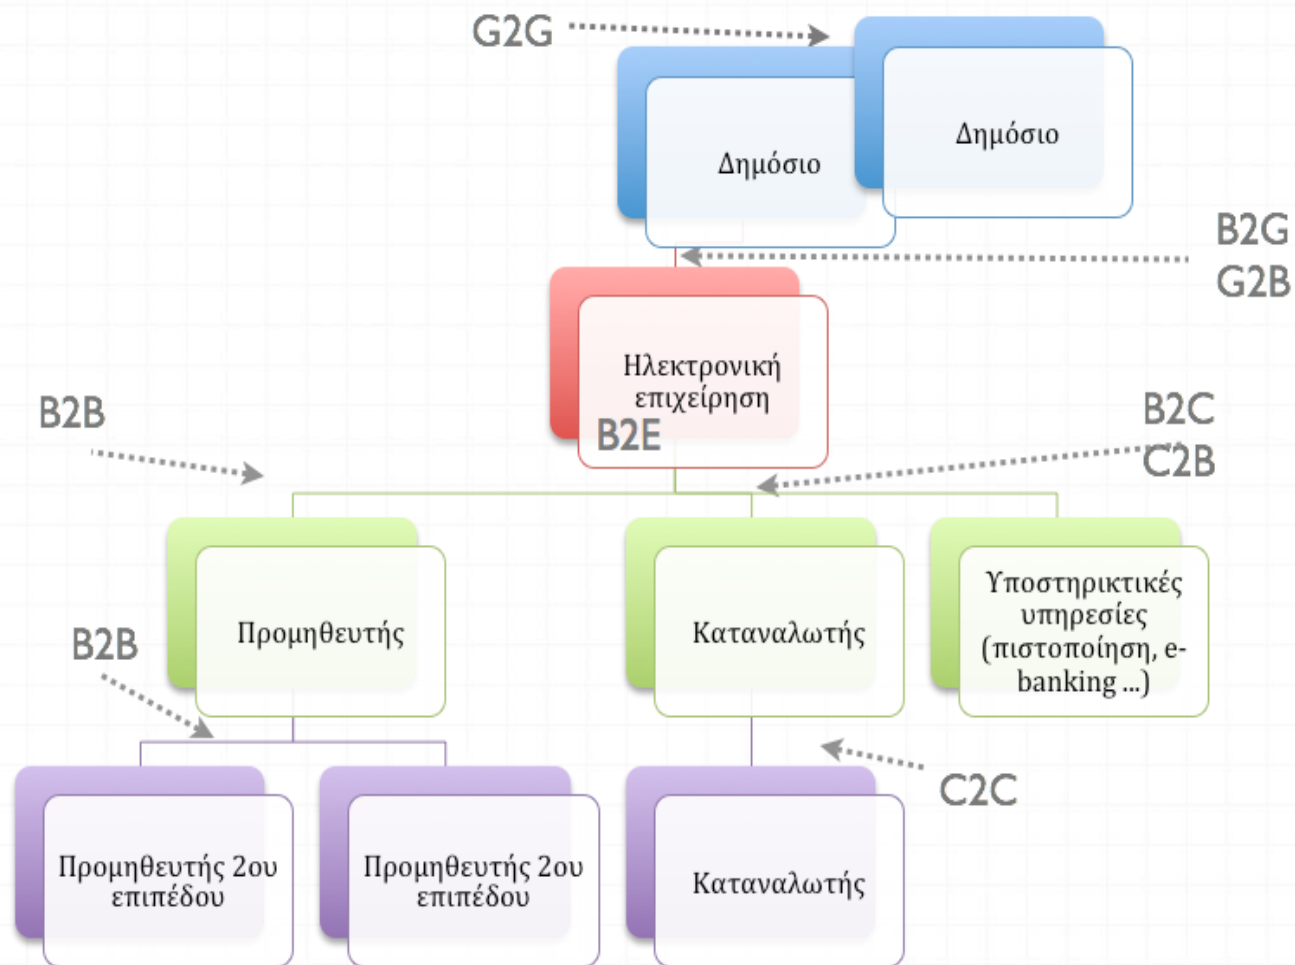 G2G
Δημόσιο
Δημόσιο
B2G
G2B
Ηλεκτρονική
επιχείρηση
B2E
B2B
B2C
C2B
Προμηθευτής
Καταναλωτής
Υποστηρικτικές
υπηρεσίες
(πιστοποίηση, e-
banking ...)
B2B
C2C
Προμηθευτής 2ου
επιπέδου
Προμηθευτής 2ου
επιπέδου
Καταναλωτής